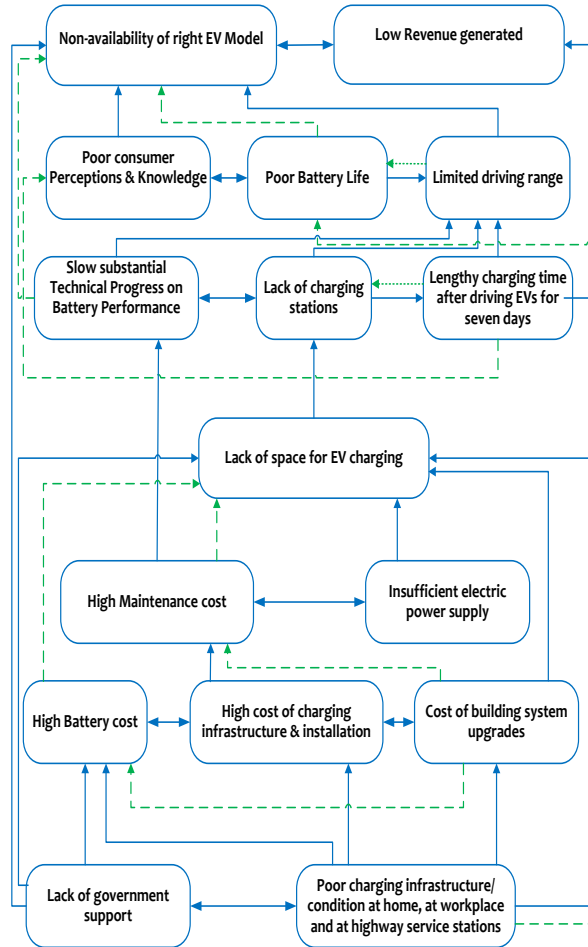 Non-availability of right EV Model
Low Revenue generated
Poor consumer
Perceptions & Knowledge
Poor Battery Life
Limited driving range
Slow substantial
Technical Progress on
Battery Performance
Lack of charging
stations
Lengthy charging time
after driving EVs for
seven days
Lack of space for EV charging
High Maintenance cost
Insufficient electric
power supply
High Battery cost
High cost of charging
infrastructure & installation
Cost of building system
upgrades
Lack of government
support
Poor charging infrastructure/
condition at home, at workplace
and at highway service stations